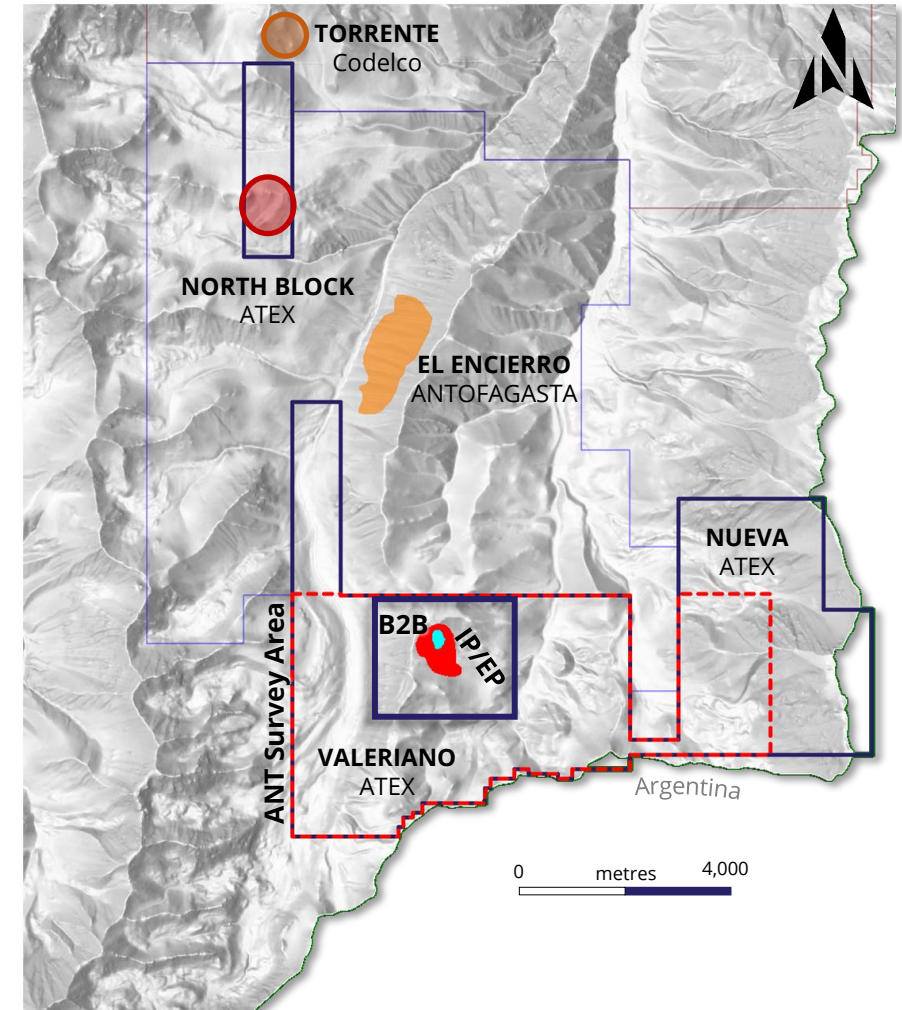 TORRENTE
Codelco
N
NORTH BLOCK
ATEX
EL ENCIERRO
ANTOFAGASTA
NUEVA
ATEX
B2B
IP/EP
ANT Survey Area
VALERIANO
ATEX
Argentina
0 metres 4,000